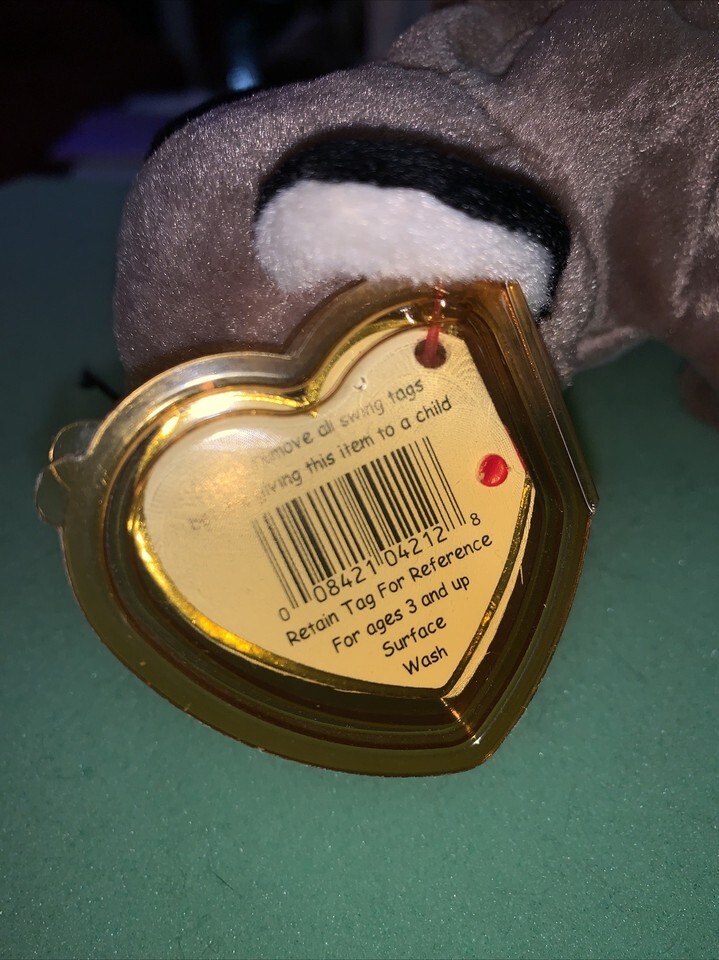 Remove all swing tags
before giving this item to a child
0 08421 04212 8
Retain Tag For Reference
For ages 3 and up
Surface
Wash